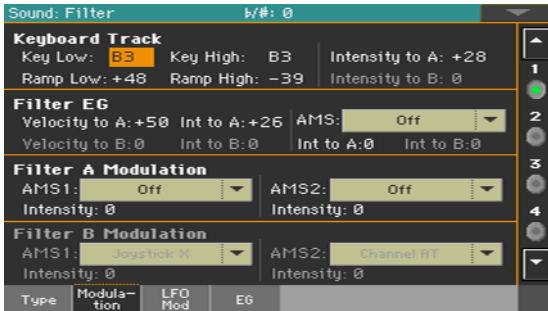 Sound: Filter ♭/#: 0
Keyboard Track
Key Low: B3 Key High: B3 Intensity to A: +28
Ramp Low: +48 Ramp High: -39 Intensity to B: 0
Filter EG
Velocity to A:+50 Int to A:+26 AMS: Off
Velocity to B:0 Int to B:0 Int to A:0 Int to B:0
Filter A Modulation
AMS1: Off AMS2: Off
Intensity: 0 Intensity: 0
Filter B Modulation
AMS1: Joystick X AMS2: Channel AT
Intensity: 0 Intensity: 0
1
2
3
4
Type Modula-
tion LFO
Mod EG